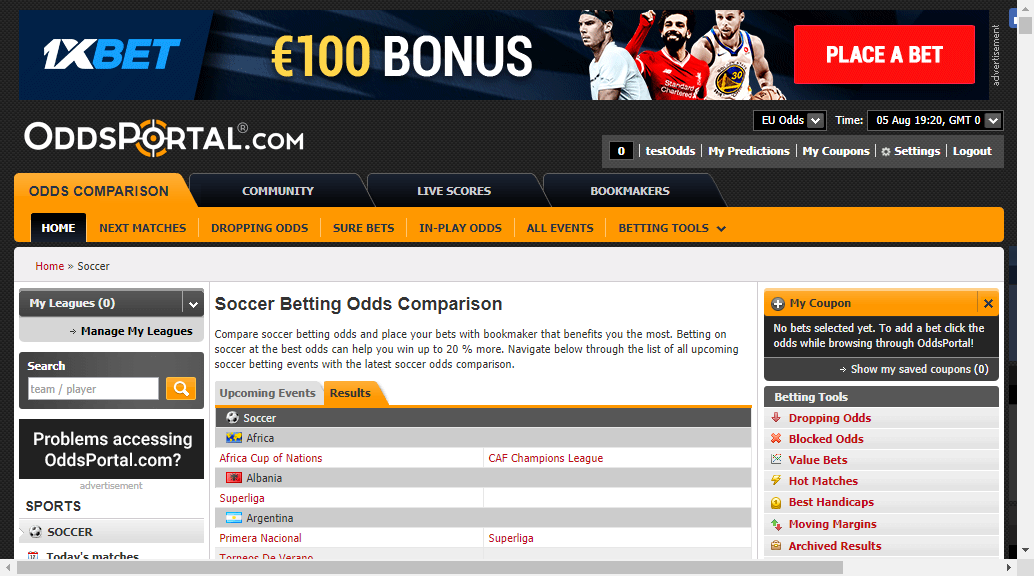 1XBET
€100 BONUS
PLACE A BET
advertisement
ODDSPORTAL®.COM
EU Odds
Time:
05 Aug 19:20, GMT 0
0
testOdds
My Predictions
My Coupons
Settings
Logout
ODDS COMPARISON
COMMUNITY
LIVE SCORES
BOOKMAKERS
HOME
NEXT MATCHES
DROPPING ODDS
SURE BETS
IN-PLAY ODDS
ALL EVENTS
BETTING TOOLS
Home » Soccer
My Leagues (0)
Manage My Leagues
Search
team / player
Problems accessing
OddsPortal.com?
advertisement
SPORTS
SOCCER
Today's matches
Soccer Betting Odds Comparison
Compare soccer betting odds and place your bets with bookmaker that benefits you the most. Betting on
soccer at the best odds can help you win up to 20 % more. Navigate below through the list of all upcoming
soccer betting events with the latest soccer odds comparison.
Upcoming Events
Results
Soccer
Africa
Africa Cup of Nations
CAF Champions League
Albania
Superliga
Argentina
Primera Nacional
Superliga
Torneos De Verano
My Coupon
No bets selected yet. To add a bet click the
odds while browsing through OddsPortal!
Show my saved coupons (0)
Betting Tools
Dropping Odds
Blocked Odds
Value Bets
Hot Matches
Best Handicaps
Moving Margins
Archived Results